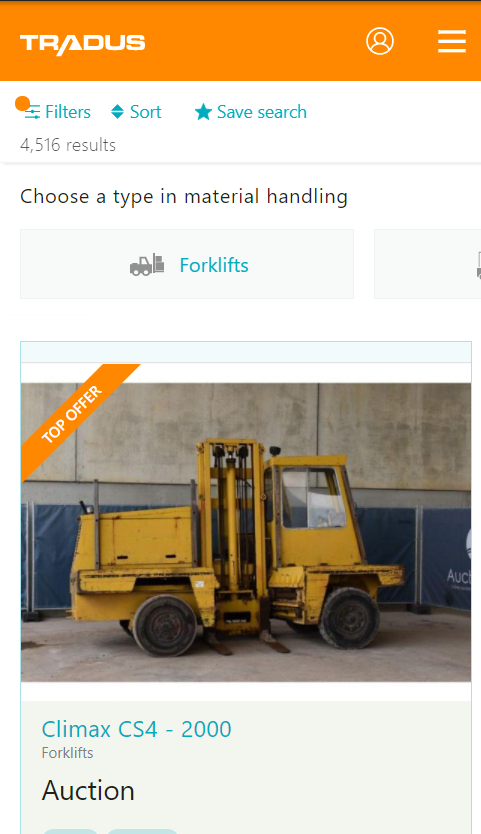 TRADUS
Filters Sort Save search
4,516 results
Choose a type in material handling
Forklifts
TOP OFFER
Auc
Climax CS4 - 2000
Forklifts
Auction